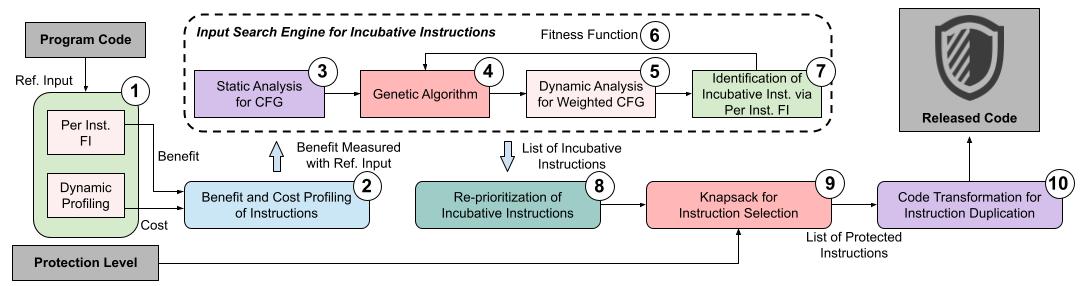 Program Code
Ref. Input
1
Per Inst.
FI
Dynamic
Profiling
Benefit
Cost
Protection Level
Input Search Engine for Incubative Instructions
Fitness Function
6
Static Analysis
for CFG
3
Genetic Algorithm
4
Dynamic Analysis
for Weighted CFG
5
Identification of
Incubative Inst. via
Per Inst. FI
7
Benefit Measured
with Ref. Input
List of Incubative
Instructions
Benefit and Cost Profiling
of Instructions
2
Re-prioritization of
Incubative Instructions
8
Knapsack for
Instruction Selection
9
List of Protected
Instructions
Code Transformation for
Instruction Duplication
10
Released Code